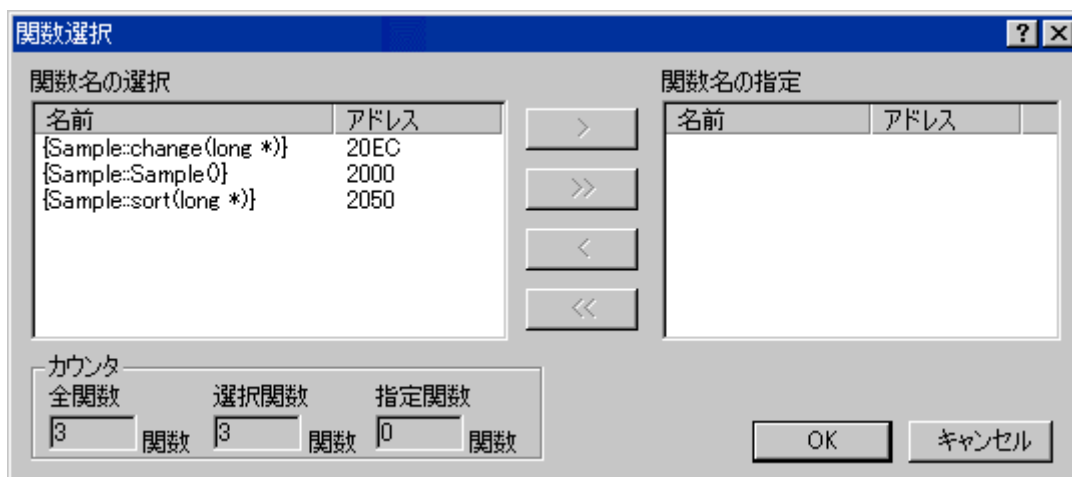 関数選択
関数名の選択
名前 アドレス
{Sample::change(long *)} 20EC
{Sample::Sample()} 2000
{Sample::sort(long *)} 2050
>
>>
<
<<
関数名の指定
名前 アドレス
カウンタ
全関数 選択関数 指定関数
3 関数 3 関数 0 関数
OK キャンセル